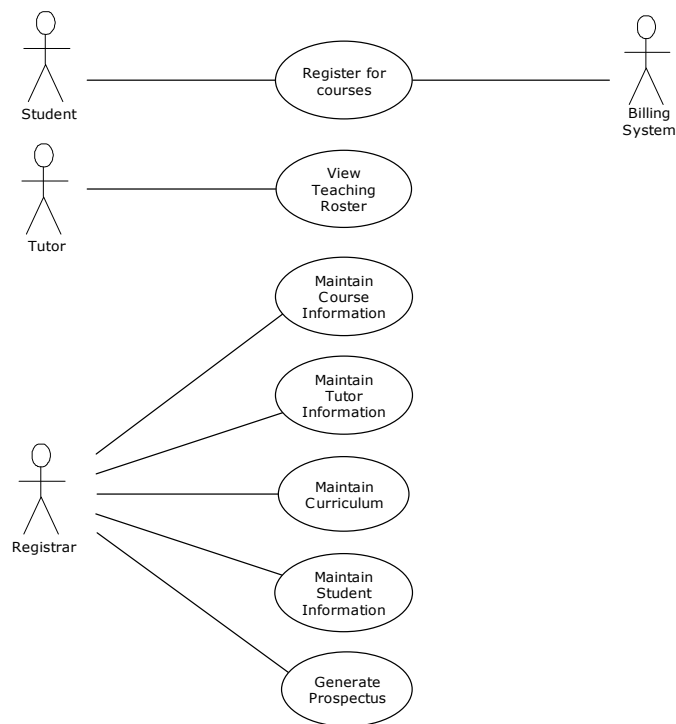 Student
Register for
courses
Billing
System
Tutor
View
Teaching
Roster
Maintain
Course
Information
Maintain
Tutor
Information
Registrar
Maintain
Curriculum
Maintain
Student
Information
Generate
Prospectus